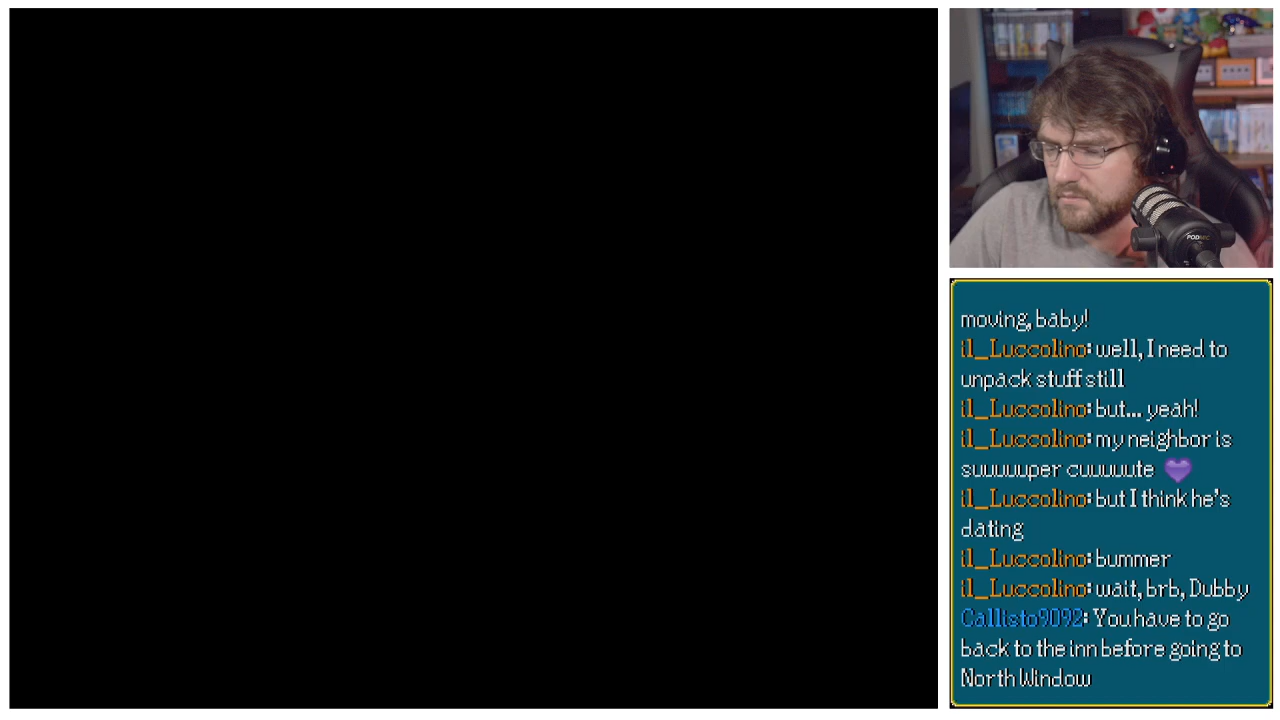 PODMIC
moving, baby!
il_Luccolino: well, I need to
unpack stuff still
il_Luccolino: but... yeah!
il_Luccolino: my neighbor is
suuuuuper cuuuuute 💜
il_Luccolino: but I think he's
dating
il_Luccolino: bummer
il_Luccolino: wait, brb, Dubby
Callisto9092: You have to go
back to the inn before going to
North Window